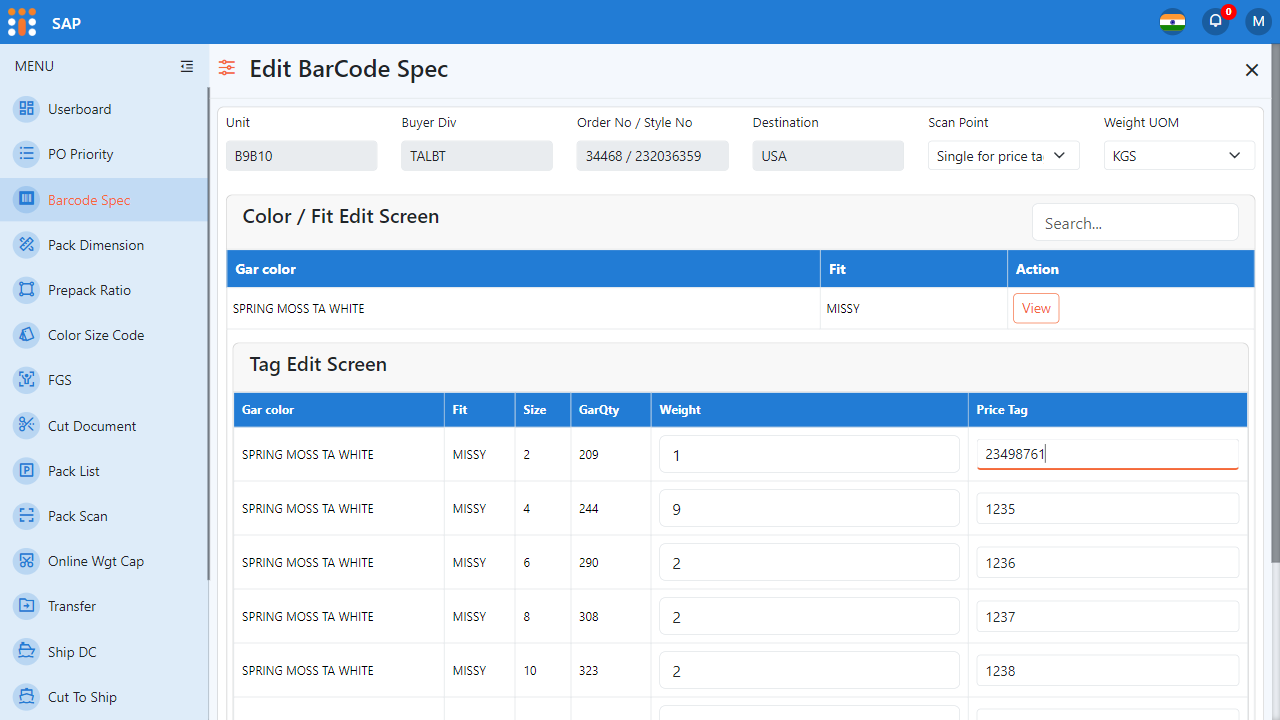 SAP
0
M
MENU
Edit BarCode Spec
Userboard
PO Priority
Barcode Spec
Pack Dimension
Prepack Ratio
Color Size Code
FGS
Cut Document
Pack List
Pack Scan
Online Wgt Cap
Transfer
Ship DC
Cut To Ship
Unit Buyer Div Order No / Style No Destination Scan Point Weight UOM
B9B10 TALBT 34468 / 232036359 USA Single for price ta KGS
Color / Fit Edit Screen Search...
Gar color Fit Action
SPRING MOSS TA WHITE MISSY View
Tag Edit Screen
Gar color Fit Size GarQty Weight Price Tag
SPRING MOSS TA WHITE MISSY 2 209 1 23498761
SPRING MOSS TA WHITE MISSY 4 244 9 1235
SPRING MOSS TA WHITE MISSY 6 290 2 1236
SPRING MOSS TA WHITE MISSY 8 308 2 1237
SPRING MOSS TA WHITE MISSY 10 323 2 1238